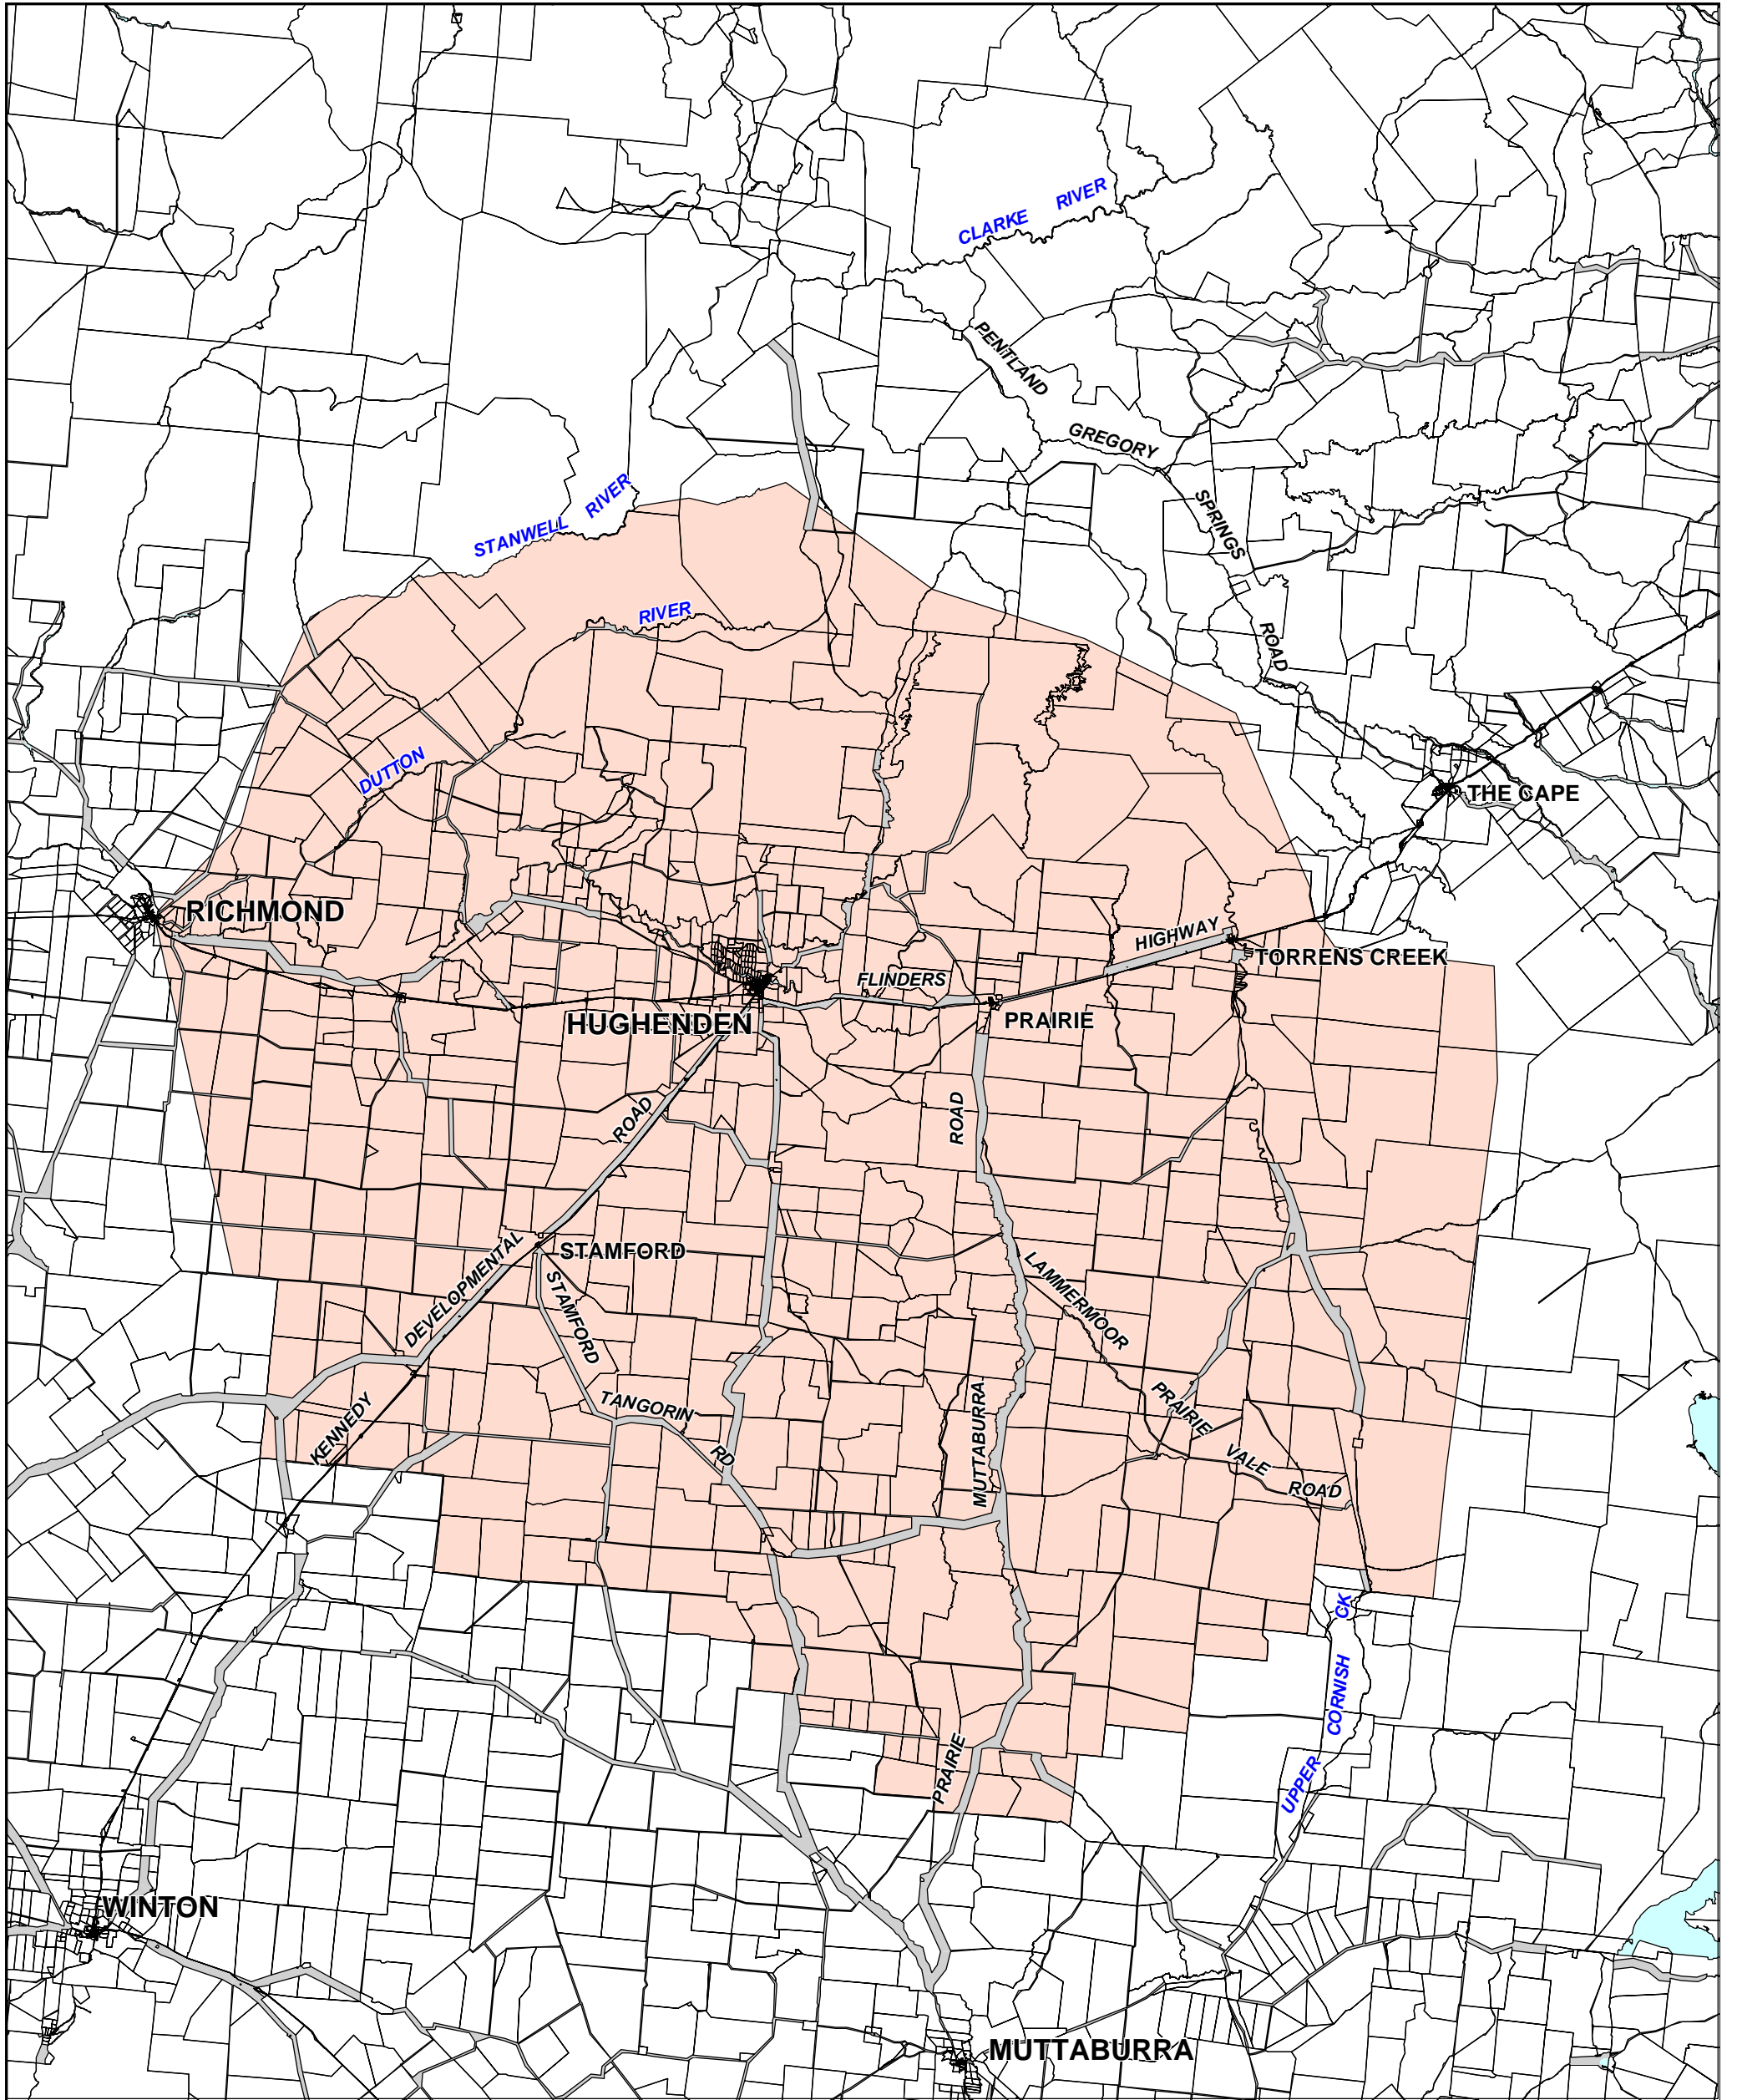 CLARKE RIVER
PENTLAND
GREGORY
SPRINGS
ROAD
STANWELL RIVER
RIVER
DUTTON
THE CAPE
RICHMOND
HIGHWAY
TORRENS CREEK
FLINDERS
HUGHENDEN
PRAIRIE
ROAD
ROAD
STAMFORD
DEVELOPMENTAL
STAMFORD
LAMMERMOOR
KENNEDY
TANGORIN
RD
MUTTABURRA
PRAIRIE
VALE
ROAD
UPPER CORNISH CK
PRAIRIE
WINTON
MUTTABURRA